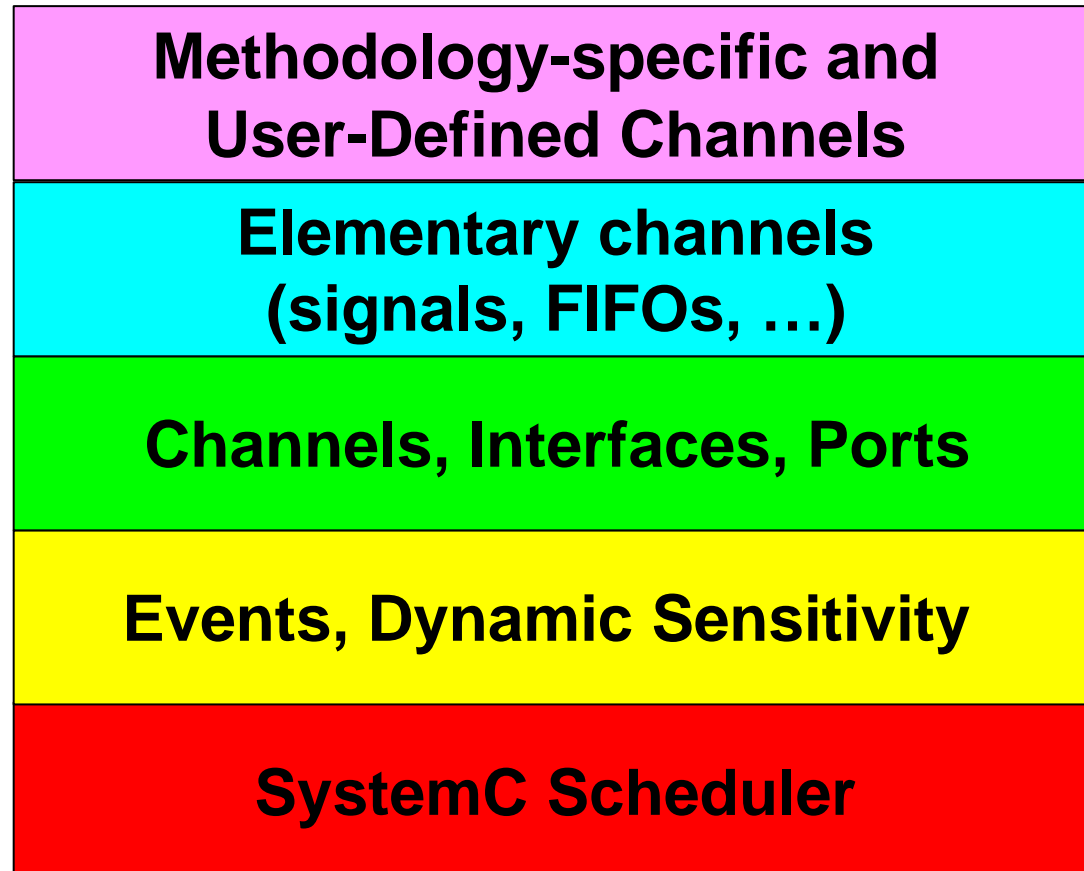 Methodology-specific and
User-Defined Channels
Elementary channels
(signals, FIFOs, …)
Channels, Interfaces, Ports
Events, Dynamic Sensitivity
SystemC Scheduler